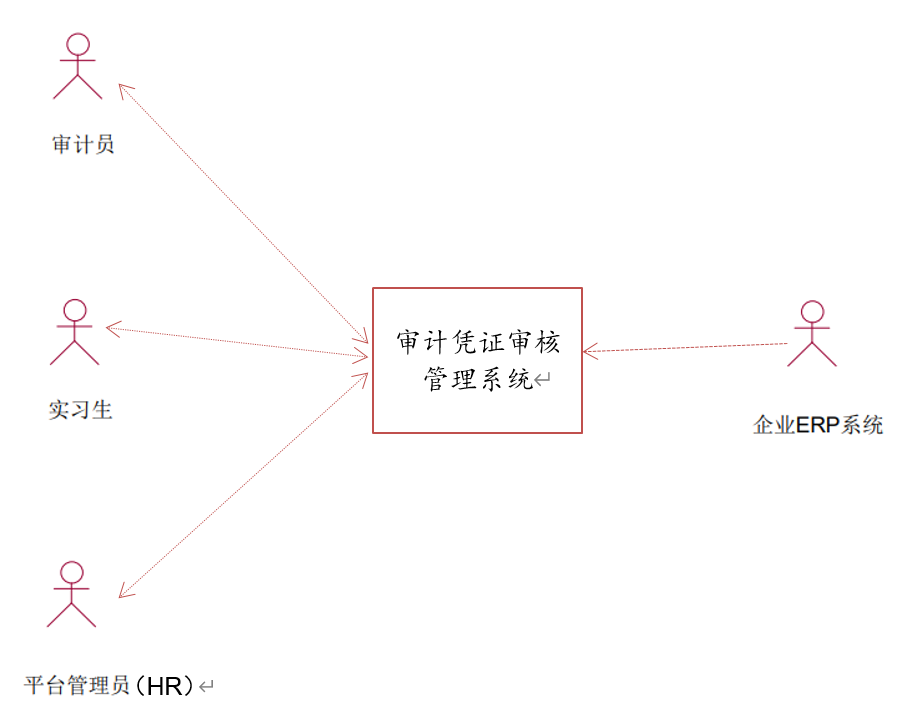 审计员
审计凭证审核
管理系统↵
实习生
企业ERP系统
平台管理员（HR）↵